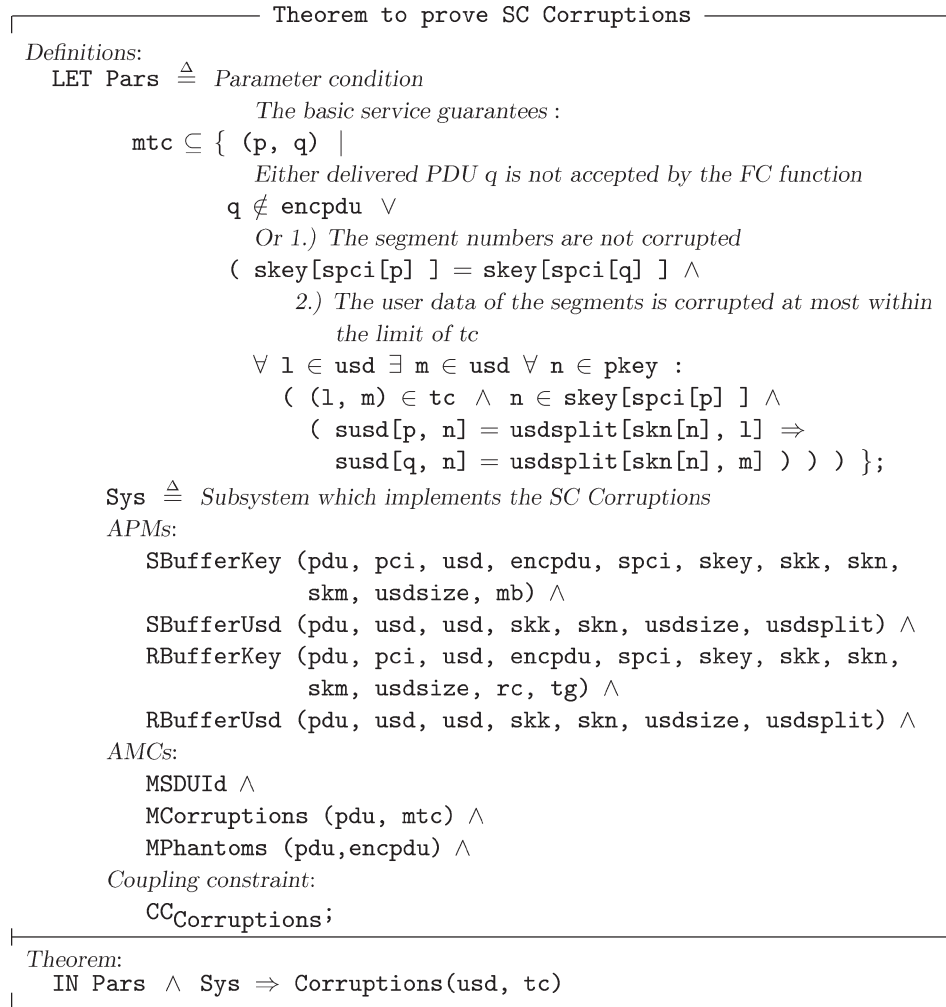 Theorem to prove SC Corruptions
Definitions:
LET Pars ≜ Parameter condition
The basic service guarantees :
mtc ⊆ { (p, q) |
Either delivered PDU q is not accepted by the FC function
q ∉ encpdu ∨
Or 1.) The segment numbers are not corrupted
( skey[spci[p] ] = skey[spci[q] ] ∧
2.) The user data of the segments is corrupted at most within
the limit of tc
∀ l ∈ usd ∃ m ∈ usd ∀ n ∈ pkey :
( (l, m) ∈ tc ∧ n ∈ skey[spci[p] ] ∧
( susd[p, n] = usdsplit[skn[n], l] ⇒
susd[q, n] = usdsplit[skn[n], m] ) ) ) };
Sys ≜ Subsystem which implements the SC Corruptions
APMs:
SBufferKey (pdu, pci, usd, encpdu, spci, skey, skk, skn,
skm, usdsize, mb) ∧
SBufferUsd (pdu, usd, usd, skk, skn, usdsize, usdsplit) ∧
RBufferKey (pdu, pci, usd, encpdu, spci, skey, skk, skn,
skm, usdsize, rc, tg) ∧
RBufferUsd (pdu, usd, usd, skk, skn, usdsize, usdsplit) ∧
AMCs:
MSDUId ∧
MCorruptions (pdu, mtc) ∧
MPhantoms (pdu,encpdu) ∧
Coupling constraint:
CC_Corruptions;
Theorem:
IN Pars ∧ Sys ⇒ Corruptions(usd, tc)